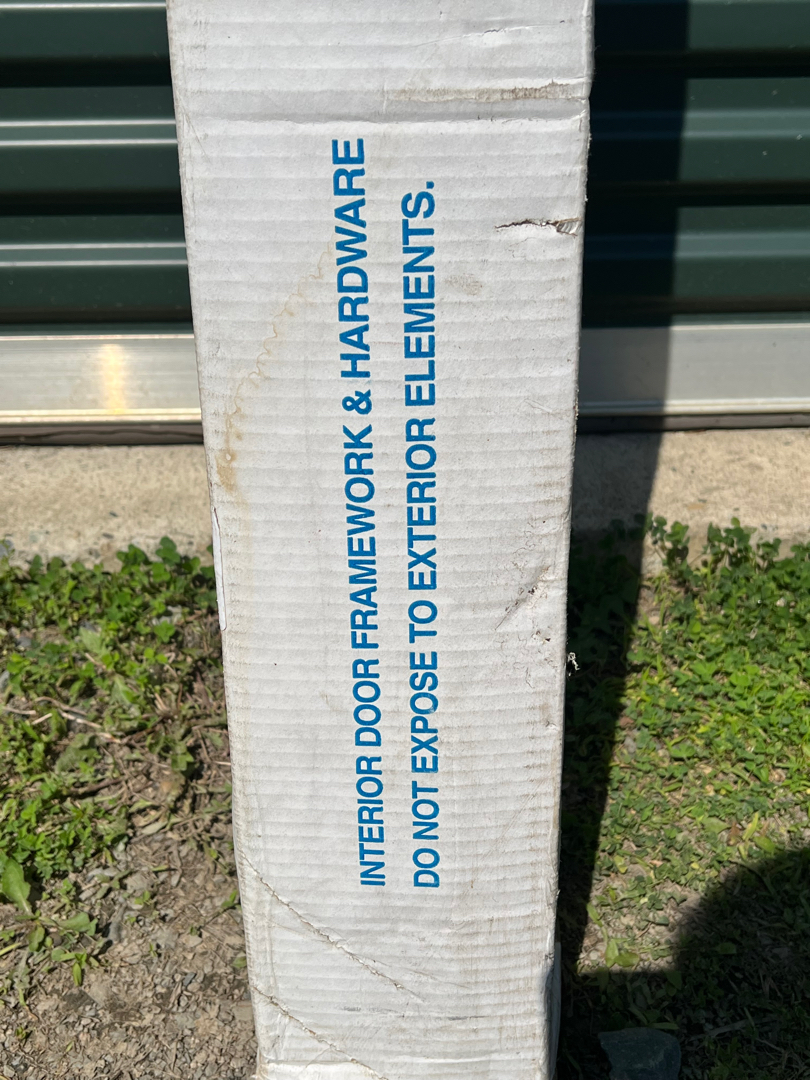 INTERIOR DOOR FRAMEWORK & HARDWARE
DO NOT EXPOSE TO EXTERIOR ELEMENTS.